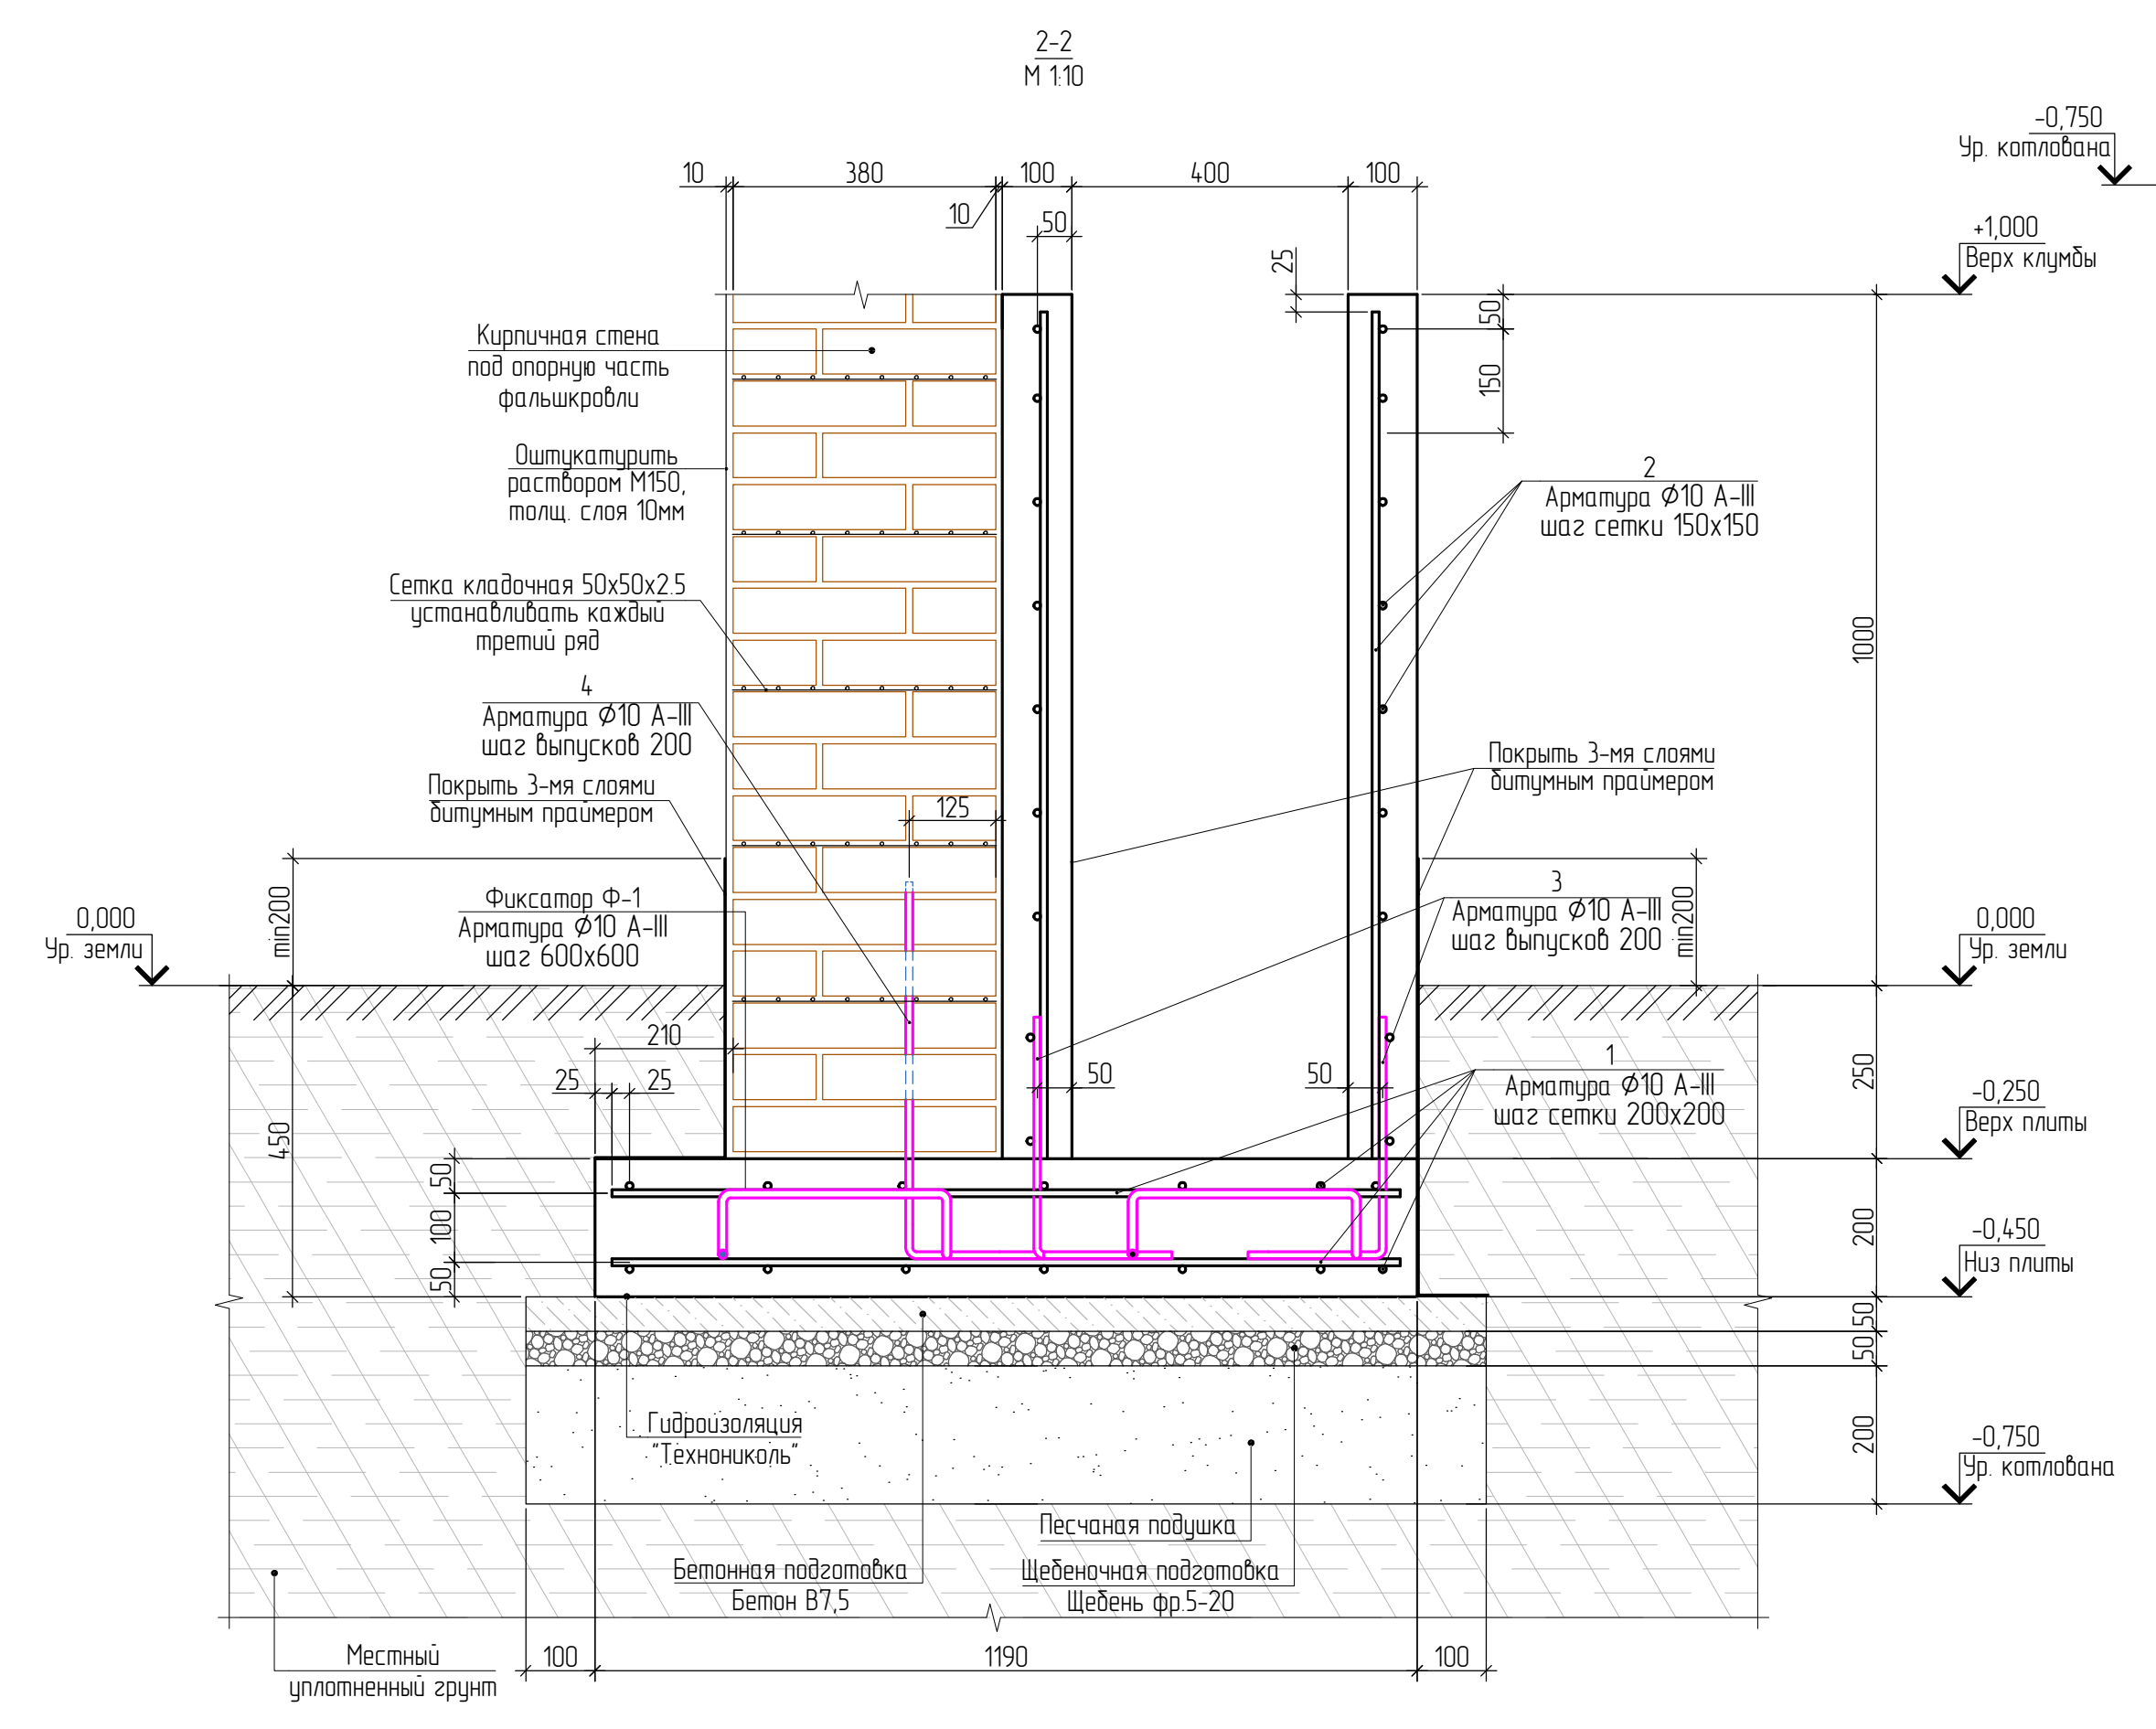 2-2
М 1:10
-0,750
Ур. котлована
10
380
100
400
100
10
50
25
+1,000
Верх клумбы
50
150
Кирпичная стена
под опорную часть
фальшкровли
Оштукатурить
раствором М150,
толщ. слоя 10мм
2
Арматура Ø10 А-III
шаг сетки 150х150
Сетка кладочная 50х50х2.5
устанавливать каждый
третий ряд
1000
4
Арматура Ø10 А-III
шаг выпусков 200
Покрыть 3-мя слоями
битумным праймером
Покрыть 3-мя слоями
битумным праймером
125
min200
Фиксатор Ф-1
Арматура Ø10 А-III
шаг 600х600
3
Арматура Ø10 А-III
шаг выпусков 200
min200
0,000
Ур. земли
0,000
Ур. земли
210
25
25
50
50
1
Арматура Ø10 А-III
шаг сетки 200х200
250
-0,250
Верх плиты
450
50
100
50
200
-0,450
Низ плиты
50
50
200
Гидроизоляция
"Технониколь"
-0,750
Ур. котлована
Песчаная подушка
Бетонная подготовка
Бетон В7,5
Щебеночная подготовка
Щебень фр.5-20
Местный
уплотненный грунт
100
1190
100